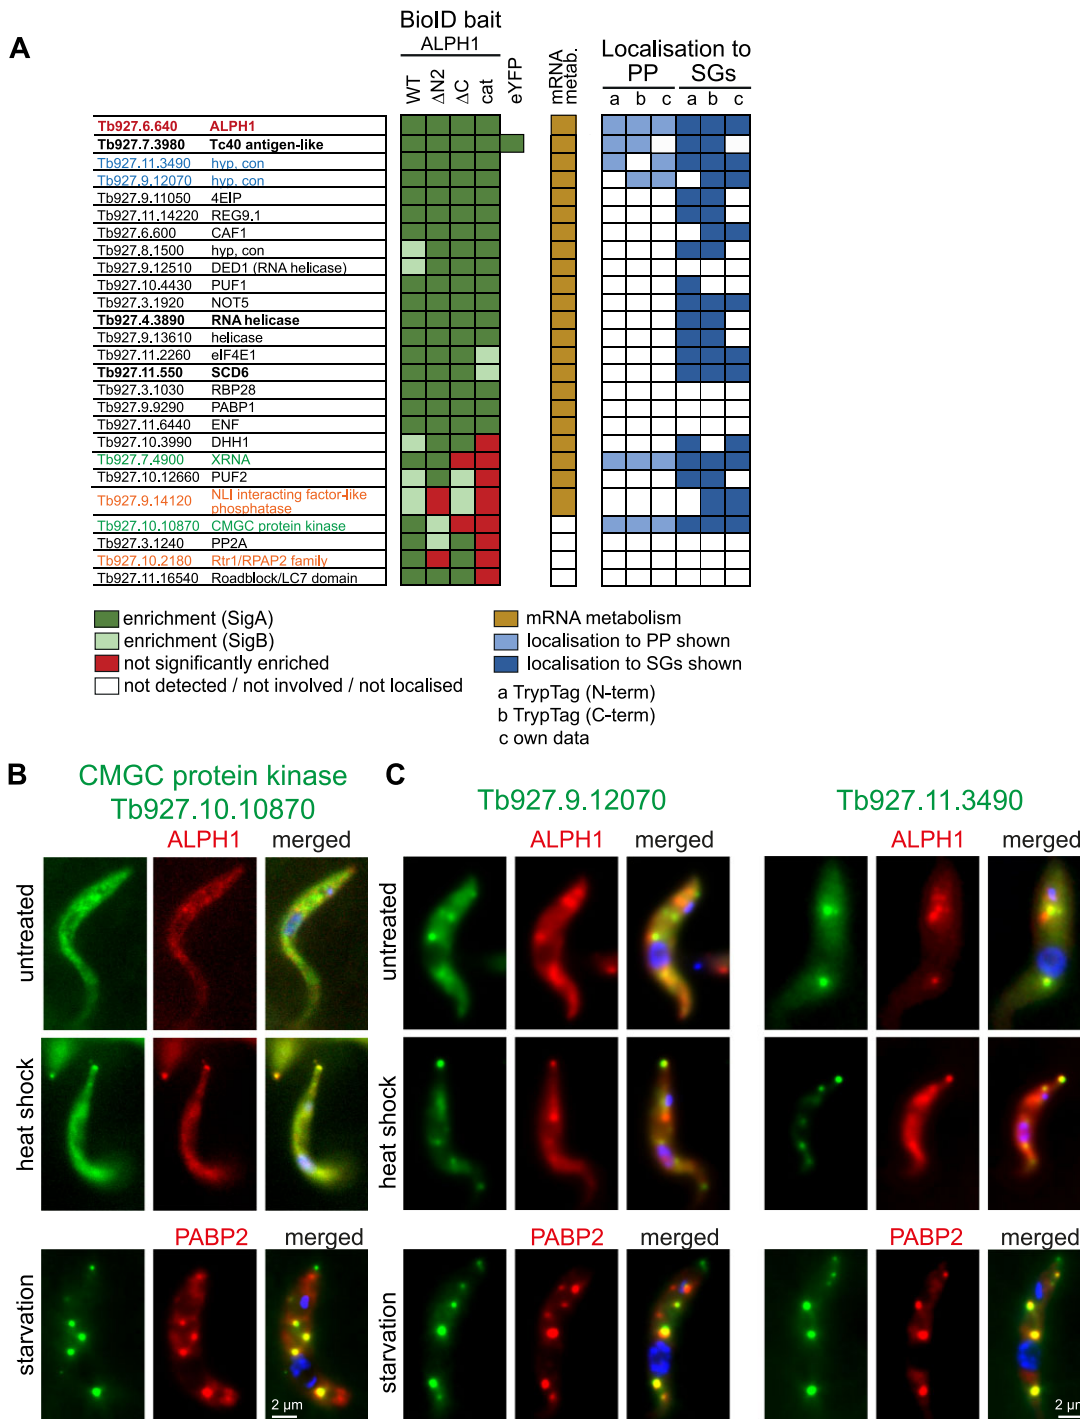 A
BioID bait
ALPH1
WT ΔN2 ΔC cat eYFP
mRNA metab.
Localisation to
PP SGs
a b c a b c
Tb927.6.640 ALPH1
Tb927.7.3980 Tc40 antigen-like
Tb927.11.3490 hyp, con
Tb927.9.12070 hyp, con
Tb927.9.11050 4EIP
Tb927.11.14220 REG9.1
Tb927.6.600 CAF1
Tb927.8.1500 hyp, con
Tb927.9.12510 DED1 (RNA helicase)
Tb927.10.4430 PUF1
Tb927.3.1920 NOT5
Tb927.4.3890 RNA helicase
Tb927.9.13610 helicase
Tb927.11.2260 eIF4E1
Tb927.11.550 SCD6
Tb927.3.1030 RBP28
Tb927.9.9290 PABP1
Tb927.11.6440 ENF
Tb927.10.3990 DHH1
Tb927.7.4900 XRNA
Tb927.10.12660 PUF2
Tb927.9.14120 NLI interacting factor-like
phosphatase
Tb927.10.10870 CMGC protein kinase
Tb927.3.1240 PP2A
Tb927.10.2180 Rtr1/RPAP2 family
Tb927.11.16540 Roadblock/LC7 domain
enrichment (SigA)
enrichment (SigB)
not significantly enriched
not detected / not involved / not localised
mRNA metabolism
localisation to PP shown
localisation to SGs shown
a TrypTag (N-term)
b TrypTag (C-term)
c own data
B
CMGC protein kinase
Tb927.10.10870
ALPH1 merged
untreated
heat shock
PABP2 merged
starvation
2 µm
C
Tb927.9.12070
Tb927.11.3490
ALPH1 merged
ALPH1 merged
untreated
heat shock
PABP2 merged
PABP2 merged
starvation
2 µm